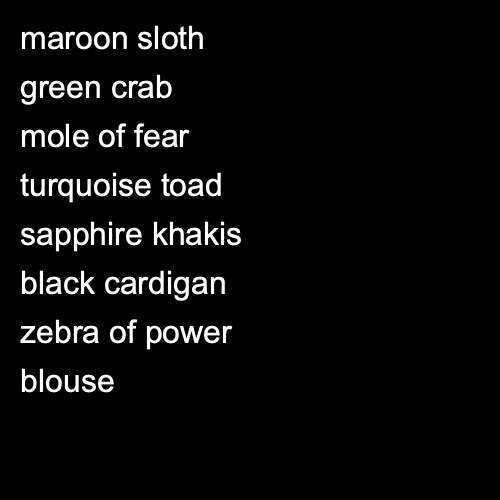 maroon sloth
green crab
mole of fear
turquoise toad
sapphire khakis
black cardigan
zebra of power
blouse